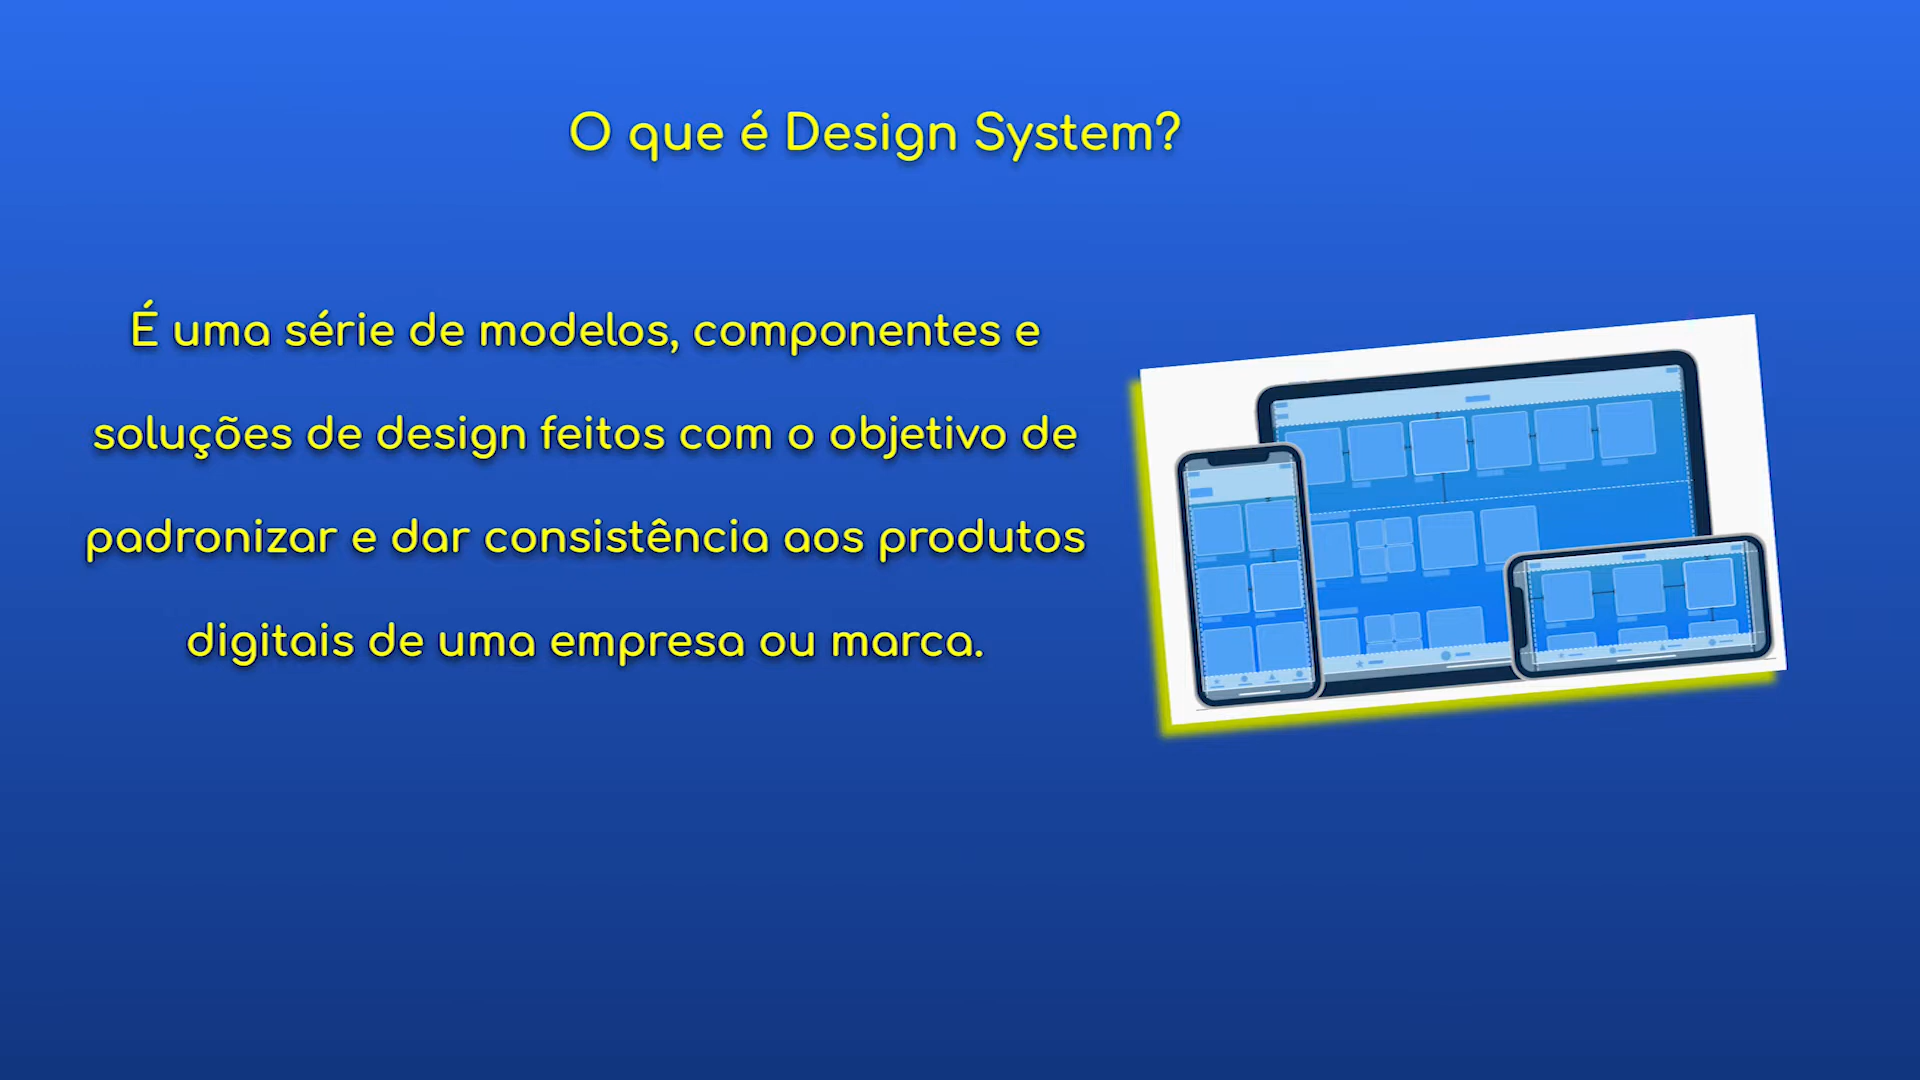 O que é Design System?
É uma série de modelos, componentes e
soluções de design feitos com o objetivo de
padronizar e dar consistência aos produtos
digitais de uma empresa ou marca.